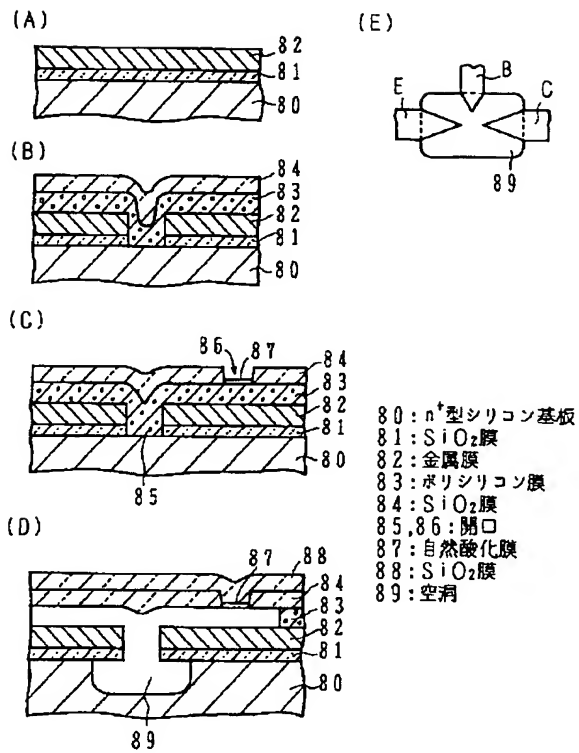 (A)
82
81
80
(B)
84
83
82
81
80
(C)
86
87
84
83
82
81
80
85
(D)
87
88
84
83
82
81
80
89
(E)
B
E
C
89
80:n⁺型シリコン基板
81:SiO₂膜
82:金属膜
83:ポリシリコン膜
84:SiO₂膜
85,86:開口
87:自然酸化膜
88:SiO₂膜
89:空洞